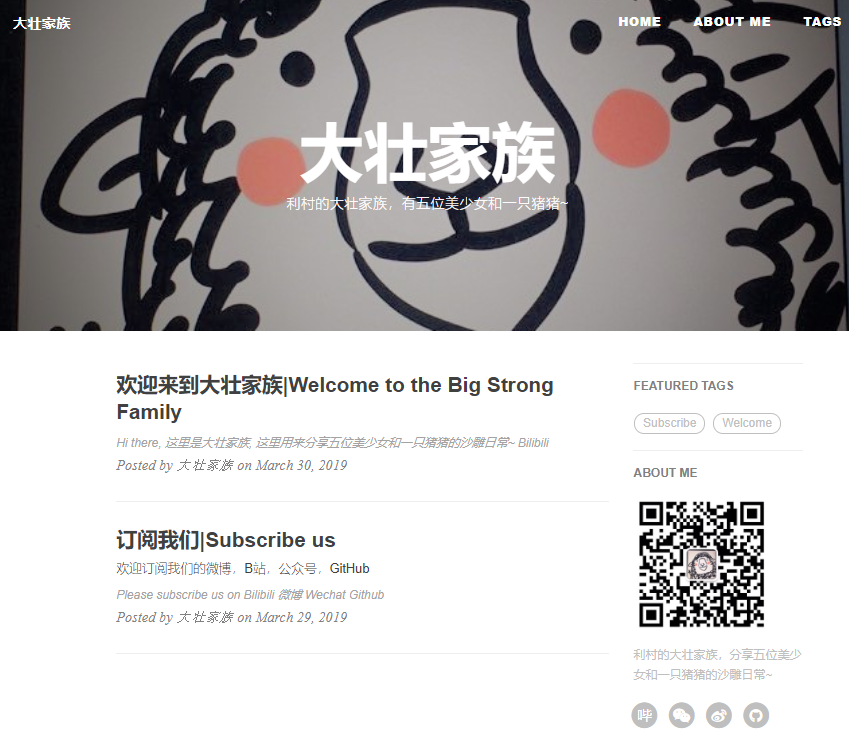 大壮家族
HOME ABOUT ME TAGS
大壮家族
利村的大壮家族，有五位美少女和一只猪猪~
欢迎来到大壮家族|Welcome to the Big Strong
Family
Hi there, 这里是大壮家族, 这里用来分享五位美少女和一只猪猪的沙雕日常~ Bilibili
Posted by 大壮家族 on March 30, 2019
订阅我们|Subscribe us
欢迎订阅我们的微博，B站，公众号，GitHub
Please subscribe us on Bilibili 微博 Wechat Github
Posted by 大壮家族 on March 29, 2019
FEATURED TAGS
Subscribe Welcome
ABOUT ME
利村的大壮家族，分享五位美少
女和一只猪猪的沙雕日常~
哔